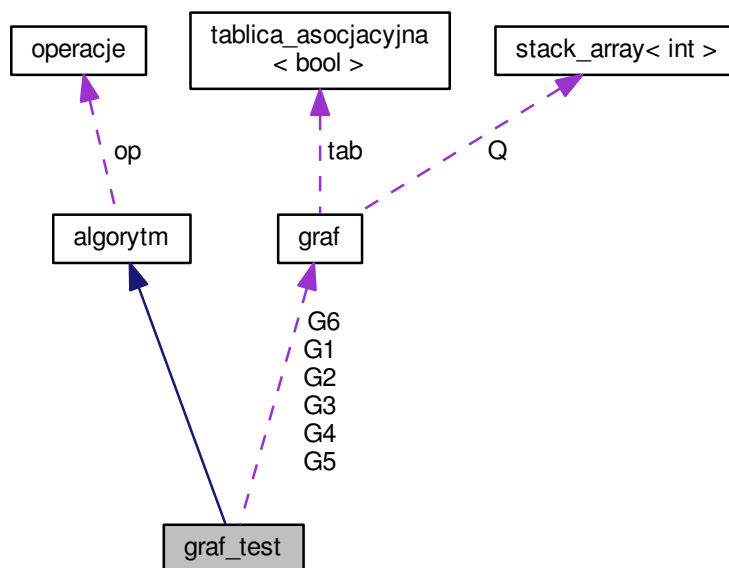 operacje
tablica_asocjacyjna
< bool >
stack_array< int >
op
tab
Q
algorytm
graf
G6
G1
G2
G3
G4
G5
graf_test